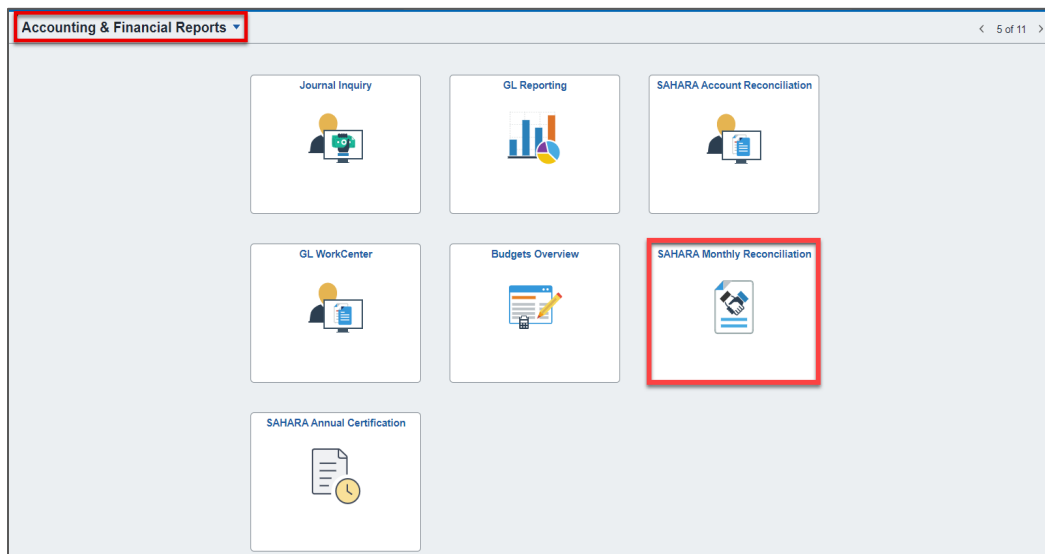 Accounting & Financial Reports
5 of 11
Journal Inquiry
GL Reporting
SAHARA Account Reconciliation
GL WorkCenter
Budgets Overview
SAHARA Monthly Reconciliation
SAHARA Annual Certification